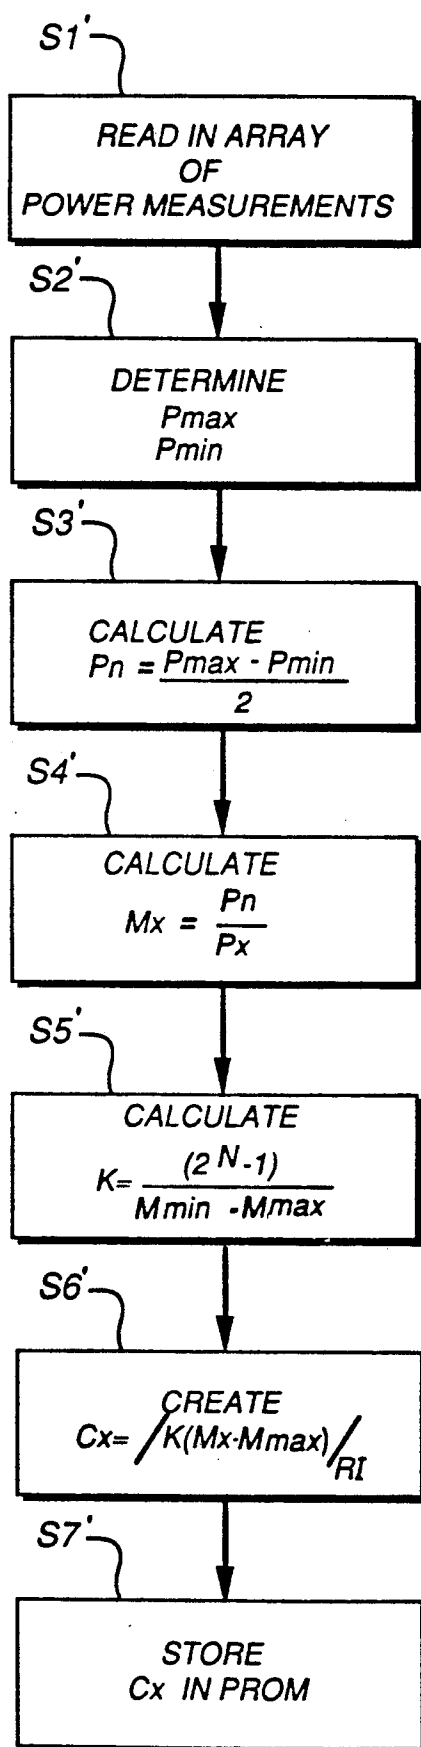 S1'
READ IN ARRAY
OF
POWER MEASUREMENTS
S2'
DETERMINE
Pmax
Pmin
S3'
CALCULATE
Pn = Pmax - Pmin
2
S4'
CALCULATE
Mx = Pn
Px
S5'
CALCULATE
K= (2 N -1)
Mmin - Mmax
S6'
CREATE
Cx= /K(Mx-Mmax)/RI
S7'
STORE
Cx IN PROM